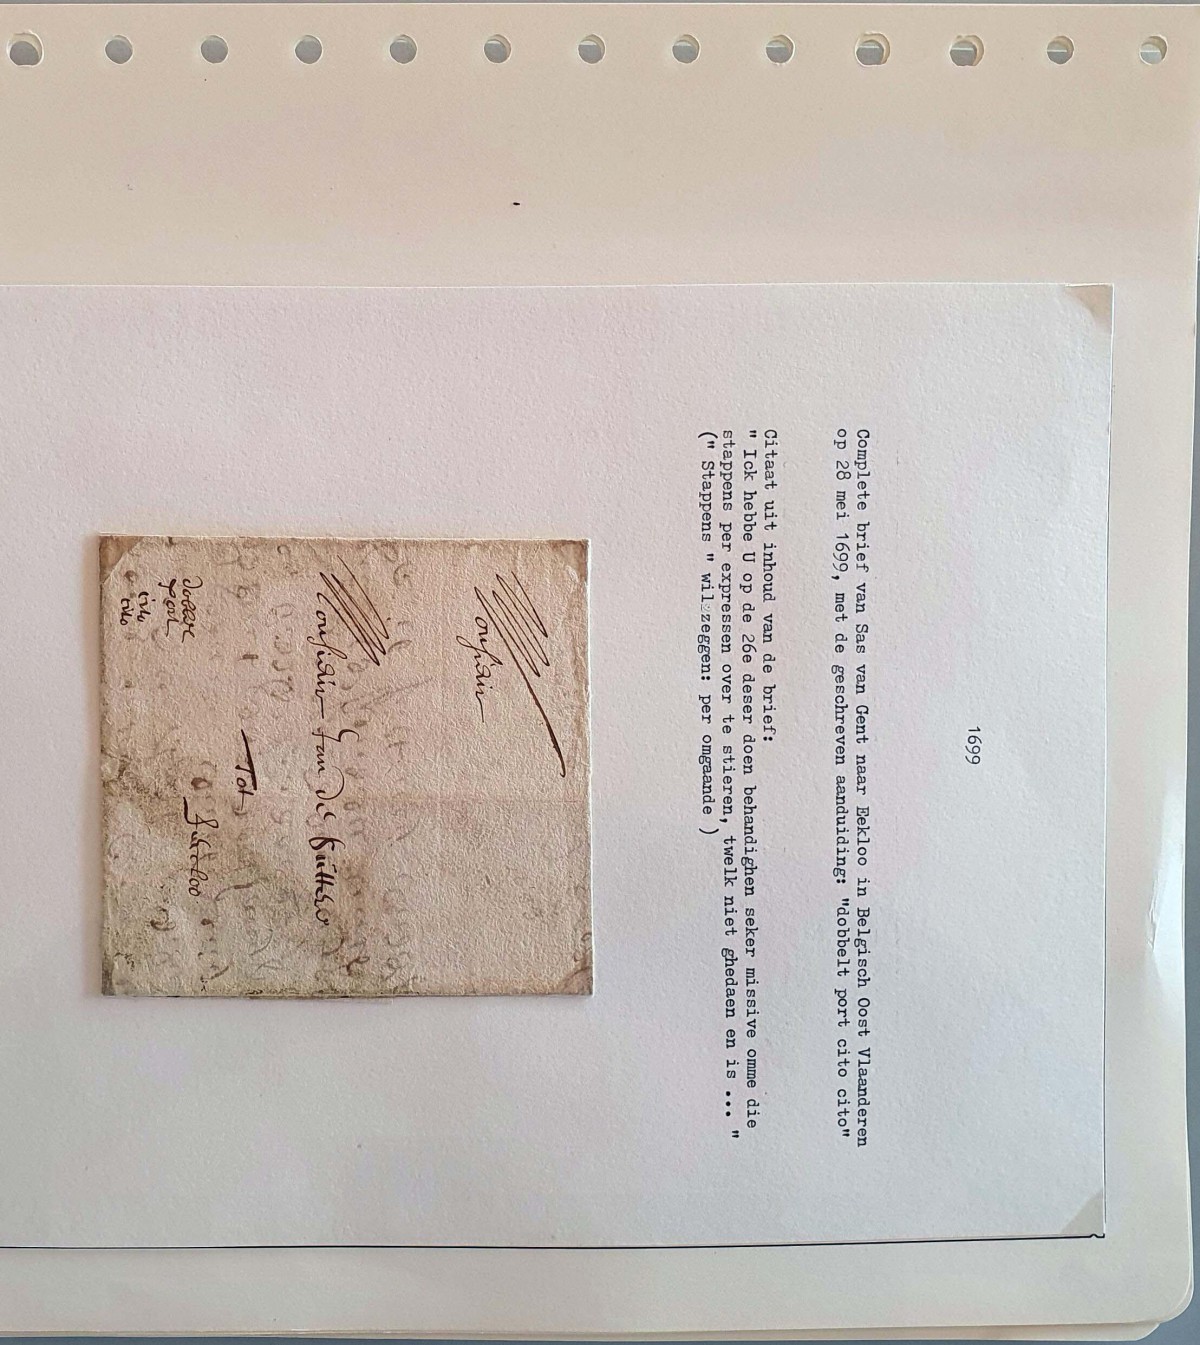 1699
Complete brief van Sas van Gent naar Eekloo in Belgisch Oost Vlaanderen
op 28 mei 1699, met de geschreven aanduiding: "dobbelt port cito cito"
Citaat uit inhoud van de brief:
" Ick hebbe U op de 26e deser doen behandighen seker missive omme die
stappens per expressen over te stieren, twelk niet ghedaen en is ... "
(" Stappens " wil zeggen: per omgaande )
Monsieur
Monsieur van de
Tot
port
cito
cito